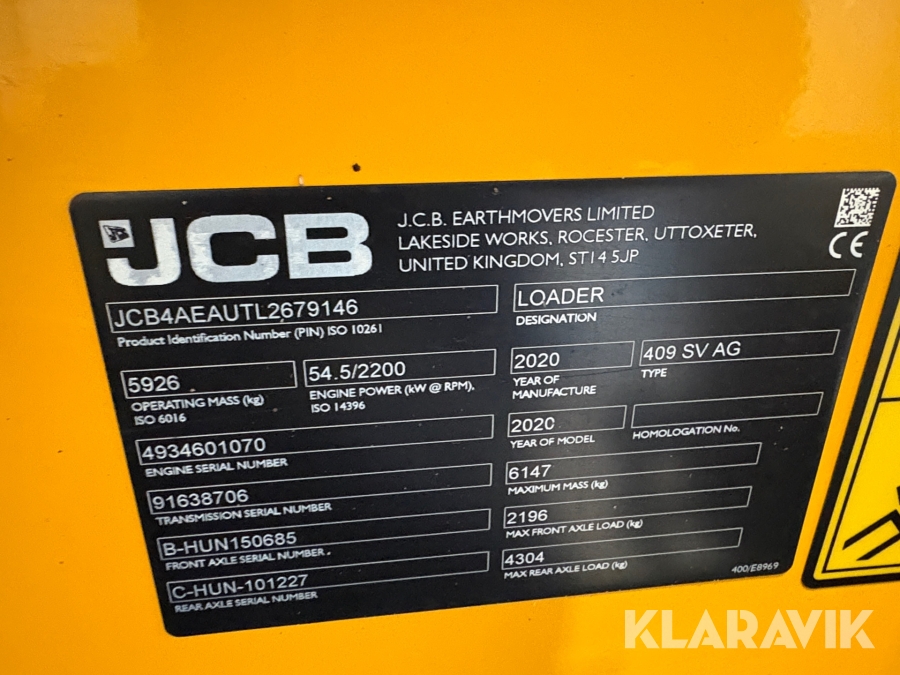 JCB
J.C.B. EARTHMOVERS LIMITED
LAKESIDE WORKS, ROCESTER, UTTOXETER,
UNITED KINGDOM, ST14 5JP
CE
JCB4AEAUTL2679146
Product Identification Number (PIN) ISO 10261
LOADER
DESIGNATION
5926
OPERATING MASS (kg)
ISO 6016
54.5/2200
ENGINE POWER (kW @ RPM),
ISO 14396
2020
YEAR OF
MANUFACTURE
409 SV AG
TYPE
4934601070
ENGINE SERIAL NUMBER
2020
YEAR OF MODEL
HOMOLOGATION No.
91638706
TRANSMISSION SERIAL NUMBER
6147
MAXIMUM MASS (kg)
B-HUN150685
FRONT AXLE SERIAL NUMBER
2196
MAX FRONT AXLE LOAD (kg)
C-HUN-101227
REAR AXLE SERIAL NUMBER
4304
MAX REAR AXLE LOAD (kg)
400/E8969
KLARAVIK